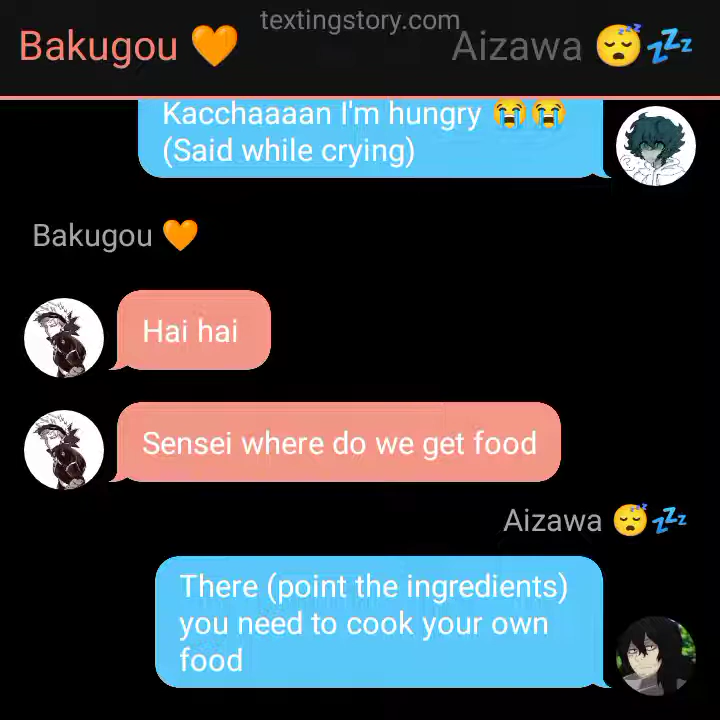 textingstory.com
Bakugou 🧡
Aizawa 😴💤
Kacchaaaan I'm hungry 😭😭
(Said while crying)
Bakugou 🧡
Hai hai
Sensei where do we get food
Aizawa 😴💤
There (point the ingredients)
you need to cook your own
food